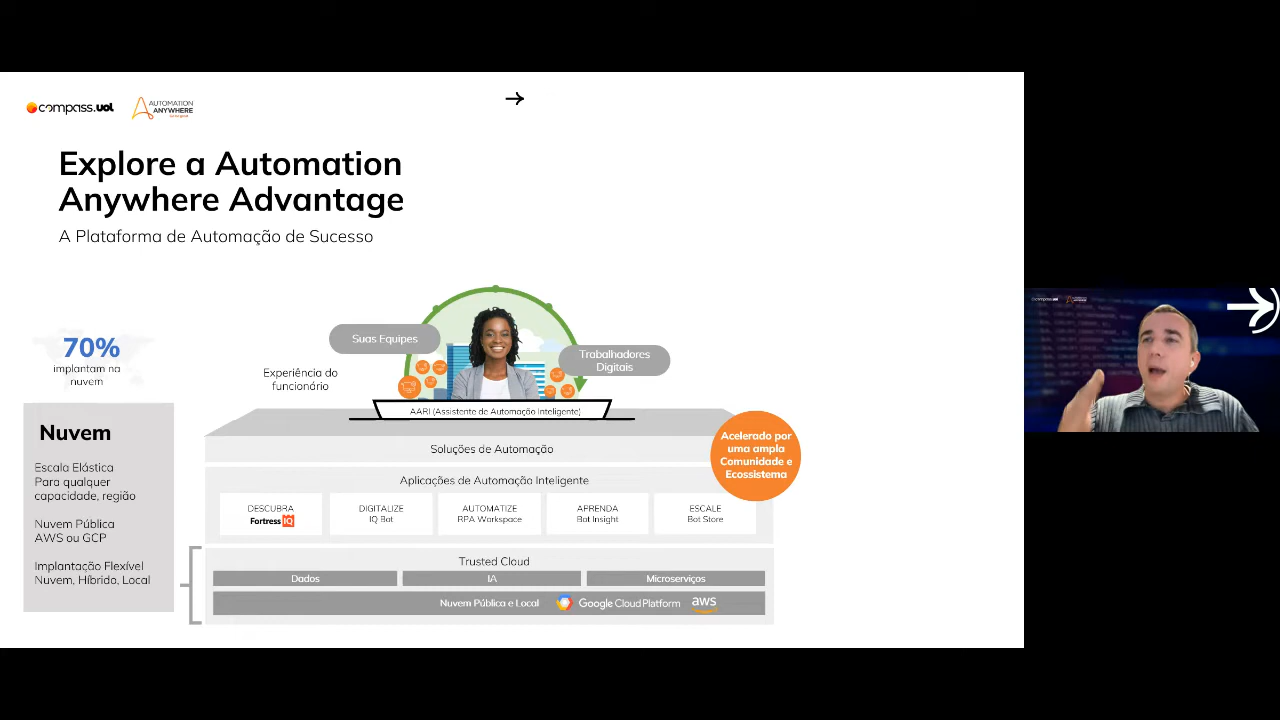 compass.uol
AUTOMATION
ANYWHERE
Explore a Automation
Anywhere Advantage
A Plataforma de Automação de Sucesso
70%
implantam na
nuvem
Nuvem
Escala Elástica
Para qualquer
capacidade, região
Nuvem Pública
AWS ou GCP
Implantação Flexível
Nuvem, Híbrido, Local
Suas Equipes
Trabalhadores
Digitais
Experiência do
funcionário
AARI (Assistente de Automação Inteligente)
Soluções de Automação
Acelerado por
uma ampla
Comunidade e
Ecossistema
Aplicações de Automação Inteligente
DESCUBRA
FortressIQ
DIGITALIZE
IQ Bot
AUTOMATIZE
RPA Workspace
APRENDA
Bot Insight
ESCALE
Bot Store
Trusted Cloud
Dados
IA
Microserviços
Nuvem Pública e Local
Google Cloud Platform
aws
compass.uol